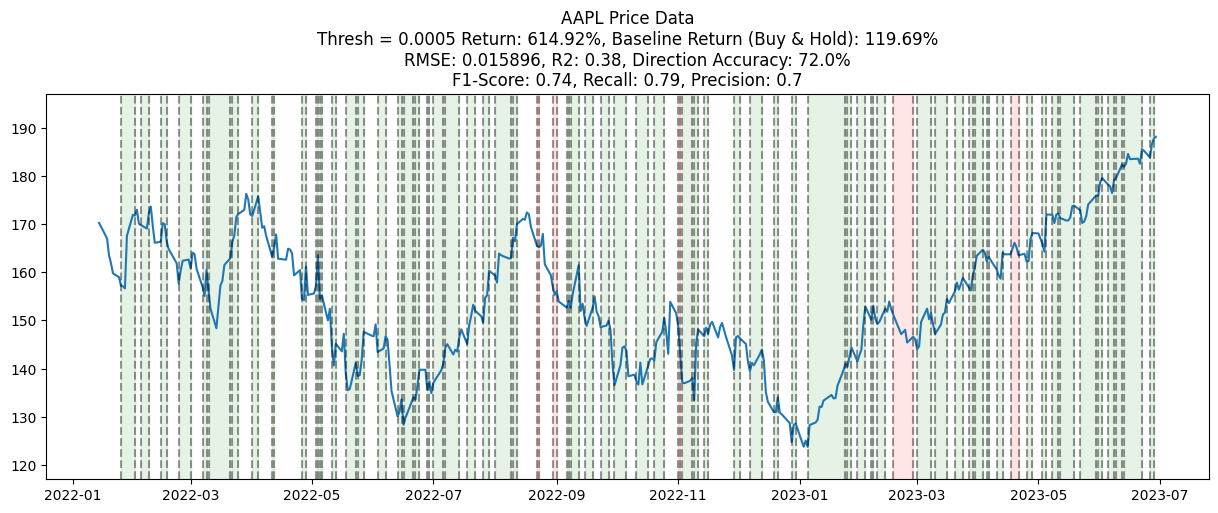 AAPL Price Data
Thresh = 0.0005 Return: 614.92%, Baseline Return (Buy & Hold): 119.69%
RMSE: 0.015896, R2: 0.38, Direction Accuracy: 72.0%
F1-Score: 0.74, Recall: 0.79, Precision: 0.7
190
180
170
160
150
140
130
120
2022-01 2022-03 2022-05 2022-07 2022-09 2022-11 2023-01 2023-03 2023-05 2023-07